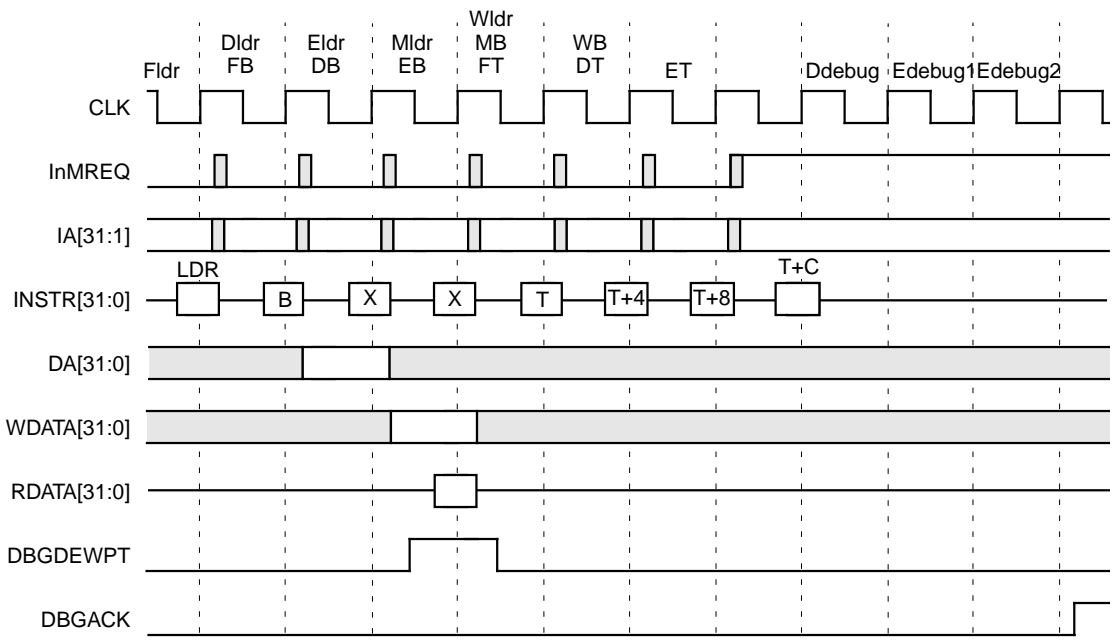 Wldr
Dldr Eldr Mldr MB WB
Fldr FB DB EB FT DT ET Ddebug Edebug1 Edebug2
CLK
InMREQ
IA[31:1]
LDR T+C
INSTR[31:0] B X X T T+4 T+8
DA[31:0]
WDATA[31:0]
RDATA[31:0]
DBGDEWPT
DBGACK